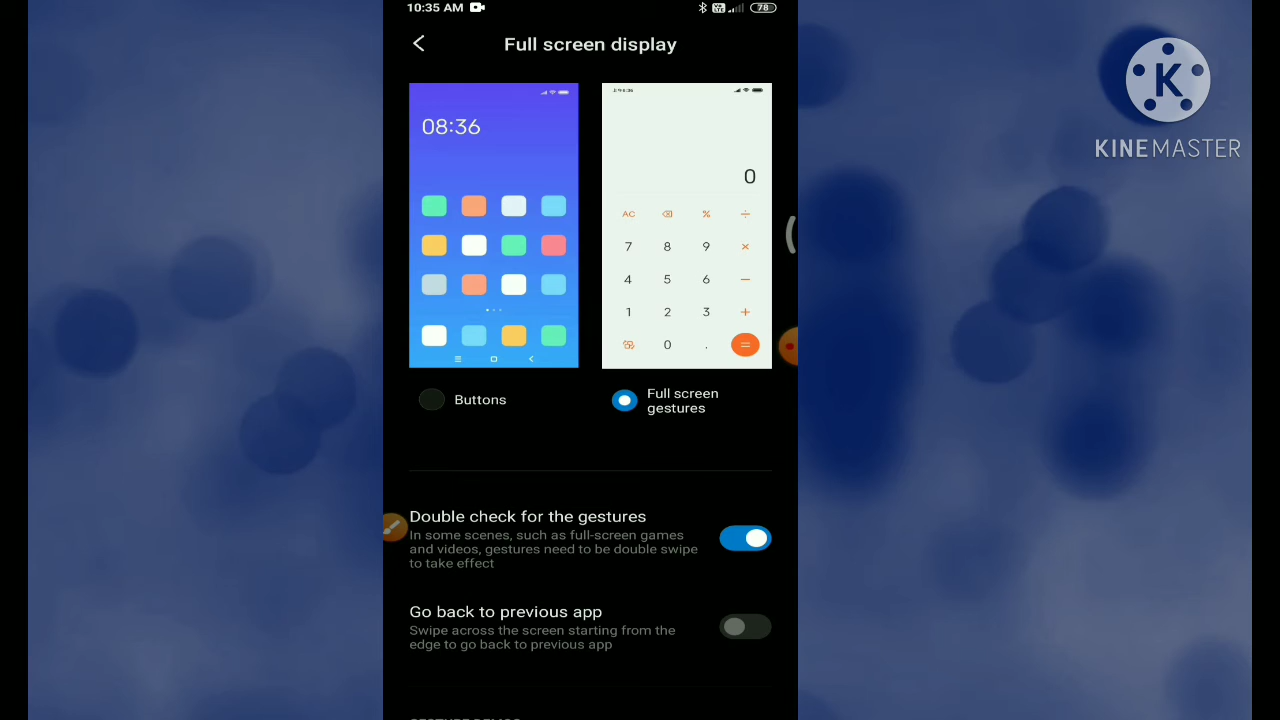 10:35 AM
78
Full screen display
08:36
0
AC % ÷
7 8 9 ×
4 5 6 −
1 2 3 +
0 . =
Buttons
Full screen
gestures
Double check for the gestures
In some scenes, such as full-screen games
and videos, gestures need to be double swipe
to take effect
Go back to previous app
Swipe across the screen starting from the
edge to go back to previous app
K
KINEMASTER